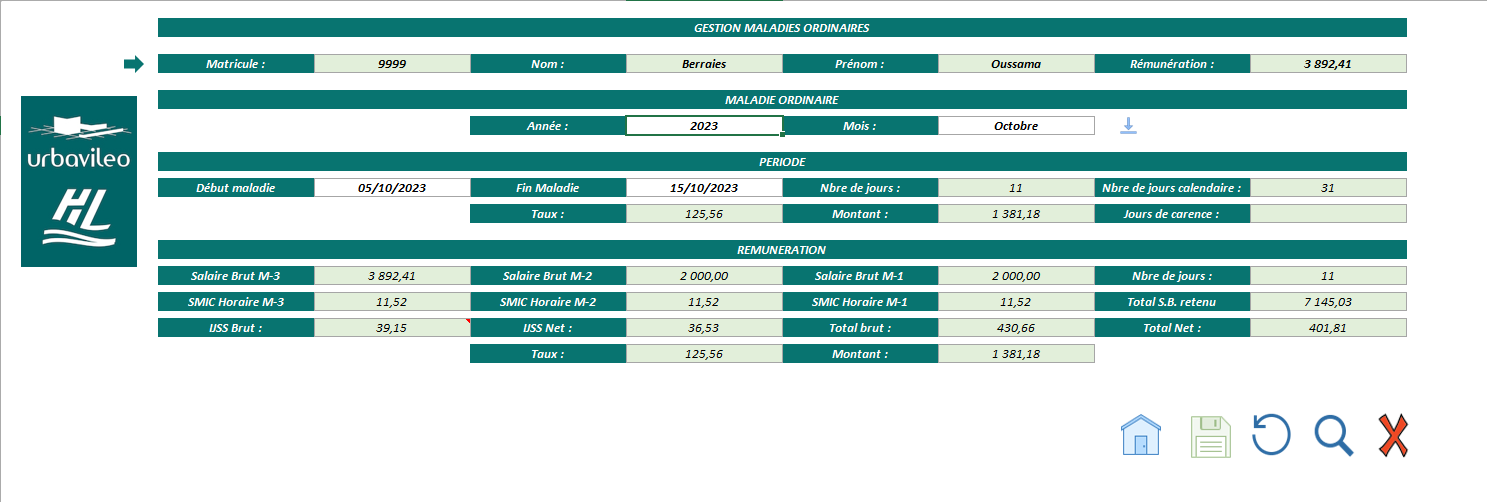 GESTION MALADIES ORDINAIRES
Matricule : 9999 Nom : Berraies Prénom : Oussama Rémunération : 3 892,41
MALADIE ORDINAIRE
Année : 2023 Mois : Octobre
urbavileo
HL
PERIODE
Début maladie 05/10/2023 Fin Maladie 15/10/2023 Nbre de jours : 11 Nbre de jours calendaire : 31
Taux : 125,56 Montant : 1 381,18 Jours de carence :
REMUNERATION
Salaire Brut M-3 3 892,41 Salaire Brut M-2 2 000,00 Salaire Brut M-1 2 000,00 Nbre de jours : 11
SMIC Horaire M-3 11,52 SMIC Horaire M-2 11,52 SMIC Horaire M-1 11,52 Total S.B. retenu 7 145,03
IJSS Brut : 39,15 IJSS Net : 36,53 Total brut : 430,66 Total Net : 401,81
Taux : 125,56 Montant : 1 381,18